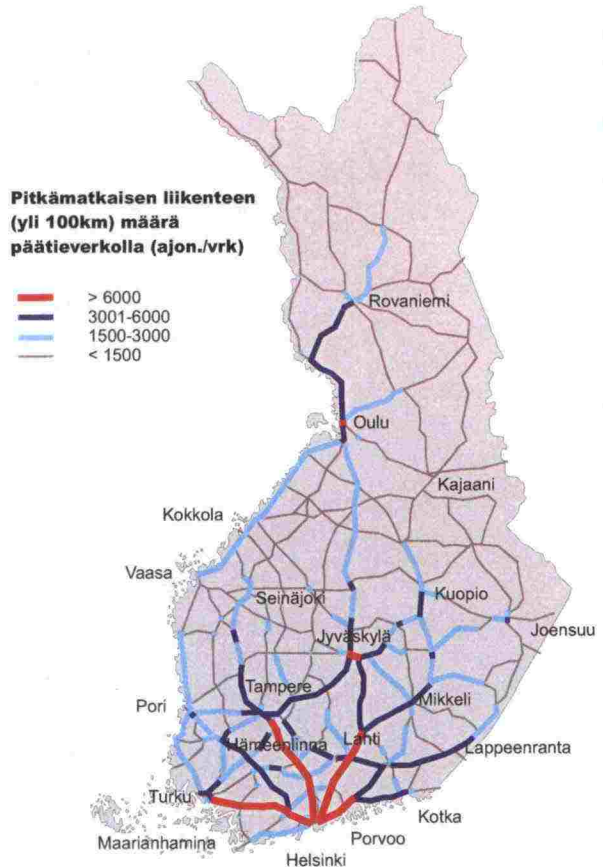 Pitkämatkaisen liikenteen
(yli 100km) määrä
päätieverkolla (ajon./vrk)
> 6000
3001-6000
1500-3000
< 1500
Rovaniemi
Oulu
Kajaani
Kokkola
Vaasa
Seinäjoki
Kuopio
Joensuu
Jyväskylä
Tampere
Mikkeli
Pori
Hämeenlinna
Lahti
Lappeenranta
Turku
Kotka
Maarianhamina
Porvoo
Helsinki